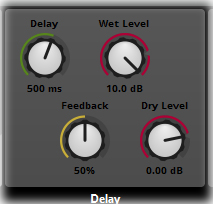 Delay Wet Level
500 ms 10.0 dB
Feedback Dry Level
50% 0.00 dB
Delay